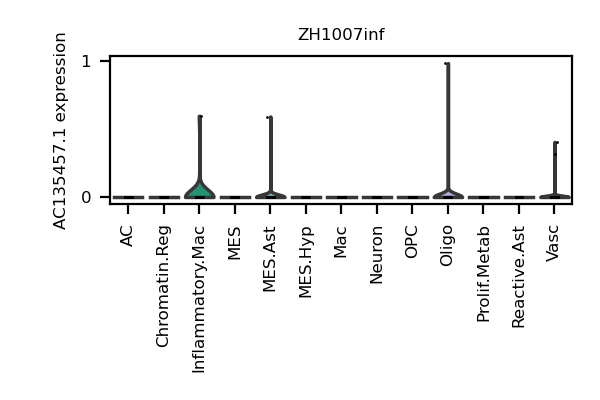 ZH1007inf
AC135457.1 expression
1
0
AC
Chromatin.Reg
Inflammatory.Mac
MES
MES.Ast
MES.Hyp
Mac
Neuron
OPC
Oligo
Prolif.Metab
Reactive.Ast
Vasc